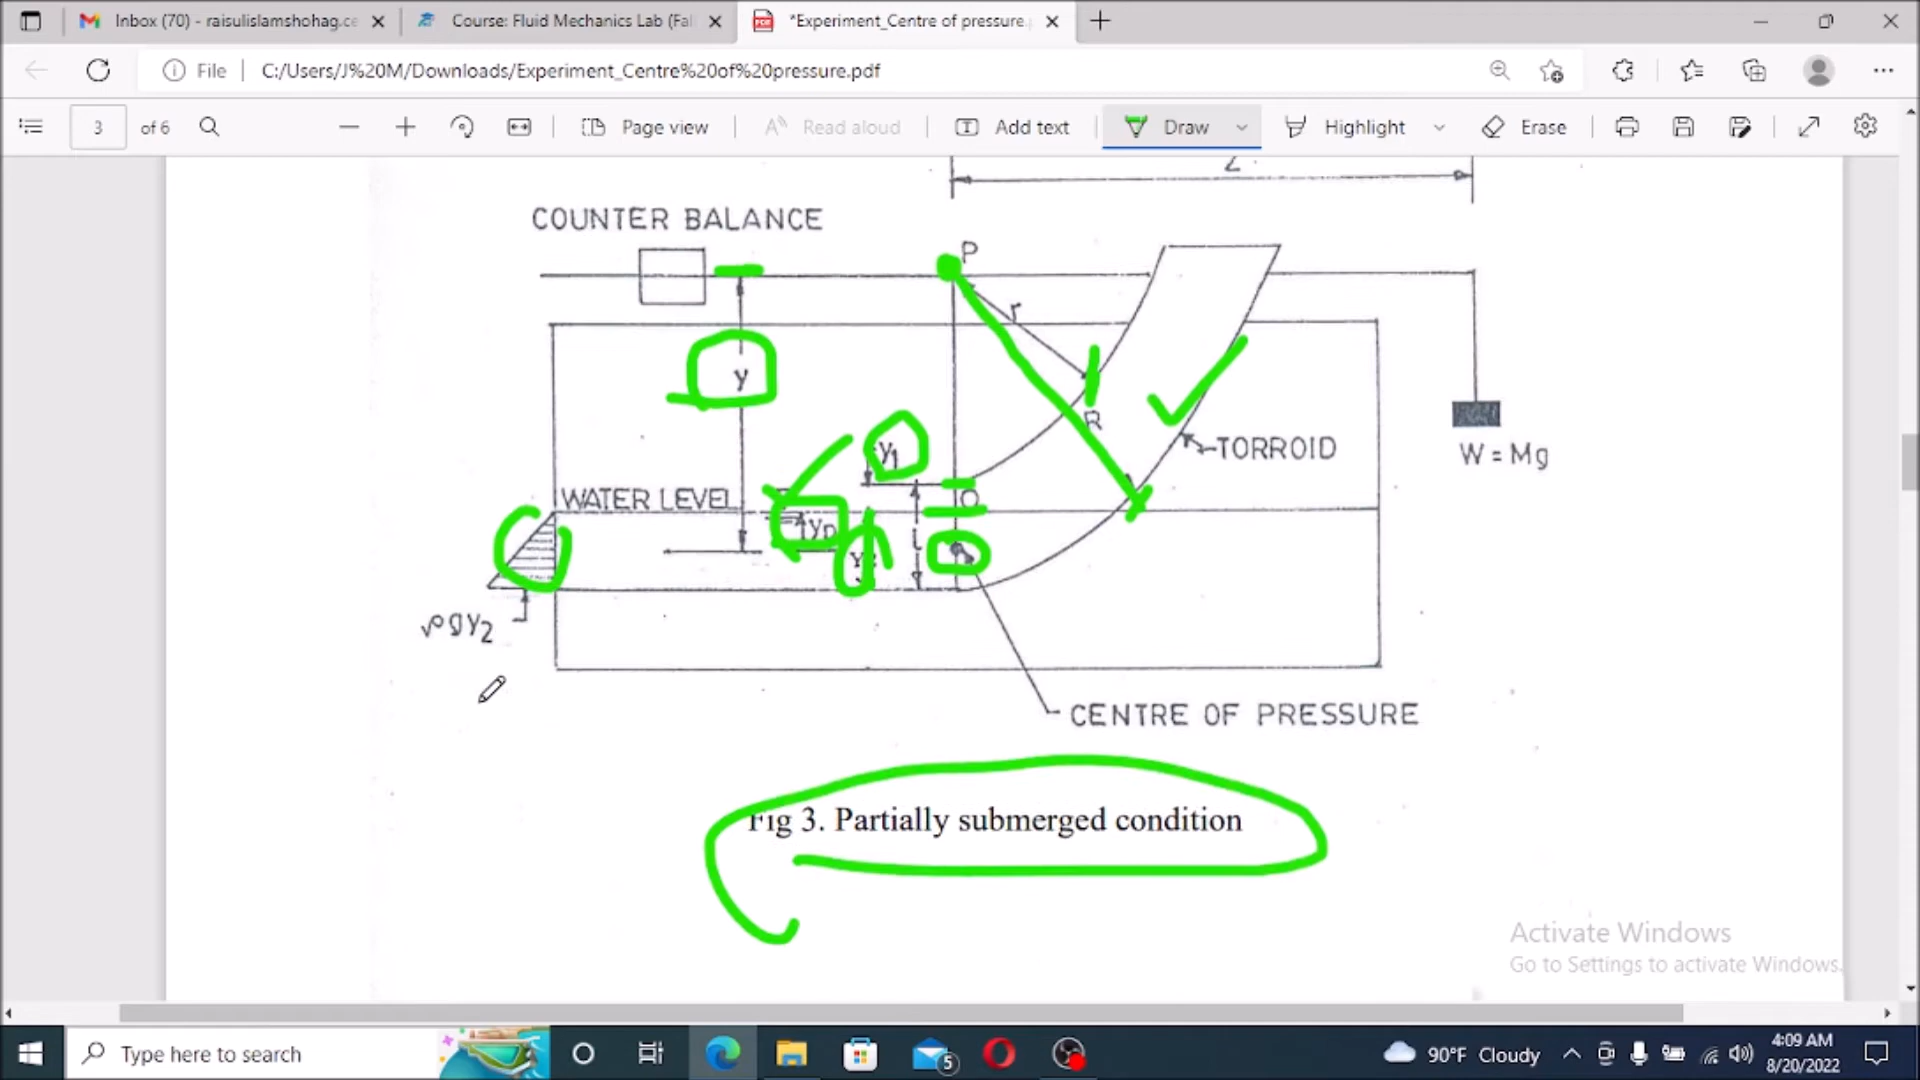 Inbox (70) - raisulislamshohag.ce
Course: Fluid Mechanics Lab (Fal
*Experiment_Centre of pressure.
File
C:/Users/J%20M/Downloads/Experiment_Centre%20of%20pressure.pdf
3 of 6
Page view
Read aloud
Add text
Draw
Highlight
Erase
L
COUNTER BALANCE
P
r
y
R
y1
TORROID
W = Mg
WATER LEVEL
O
yp
L
ρgy2
CENTRE OF PRESSURE
Fig 3. Partially submerged condition
Activate Windows
Go to Settings to activate Windows.
Type here to search
5
90°F Cloudy
4:09 AM
8/20/2022